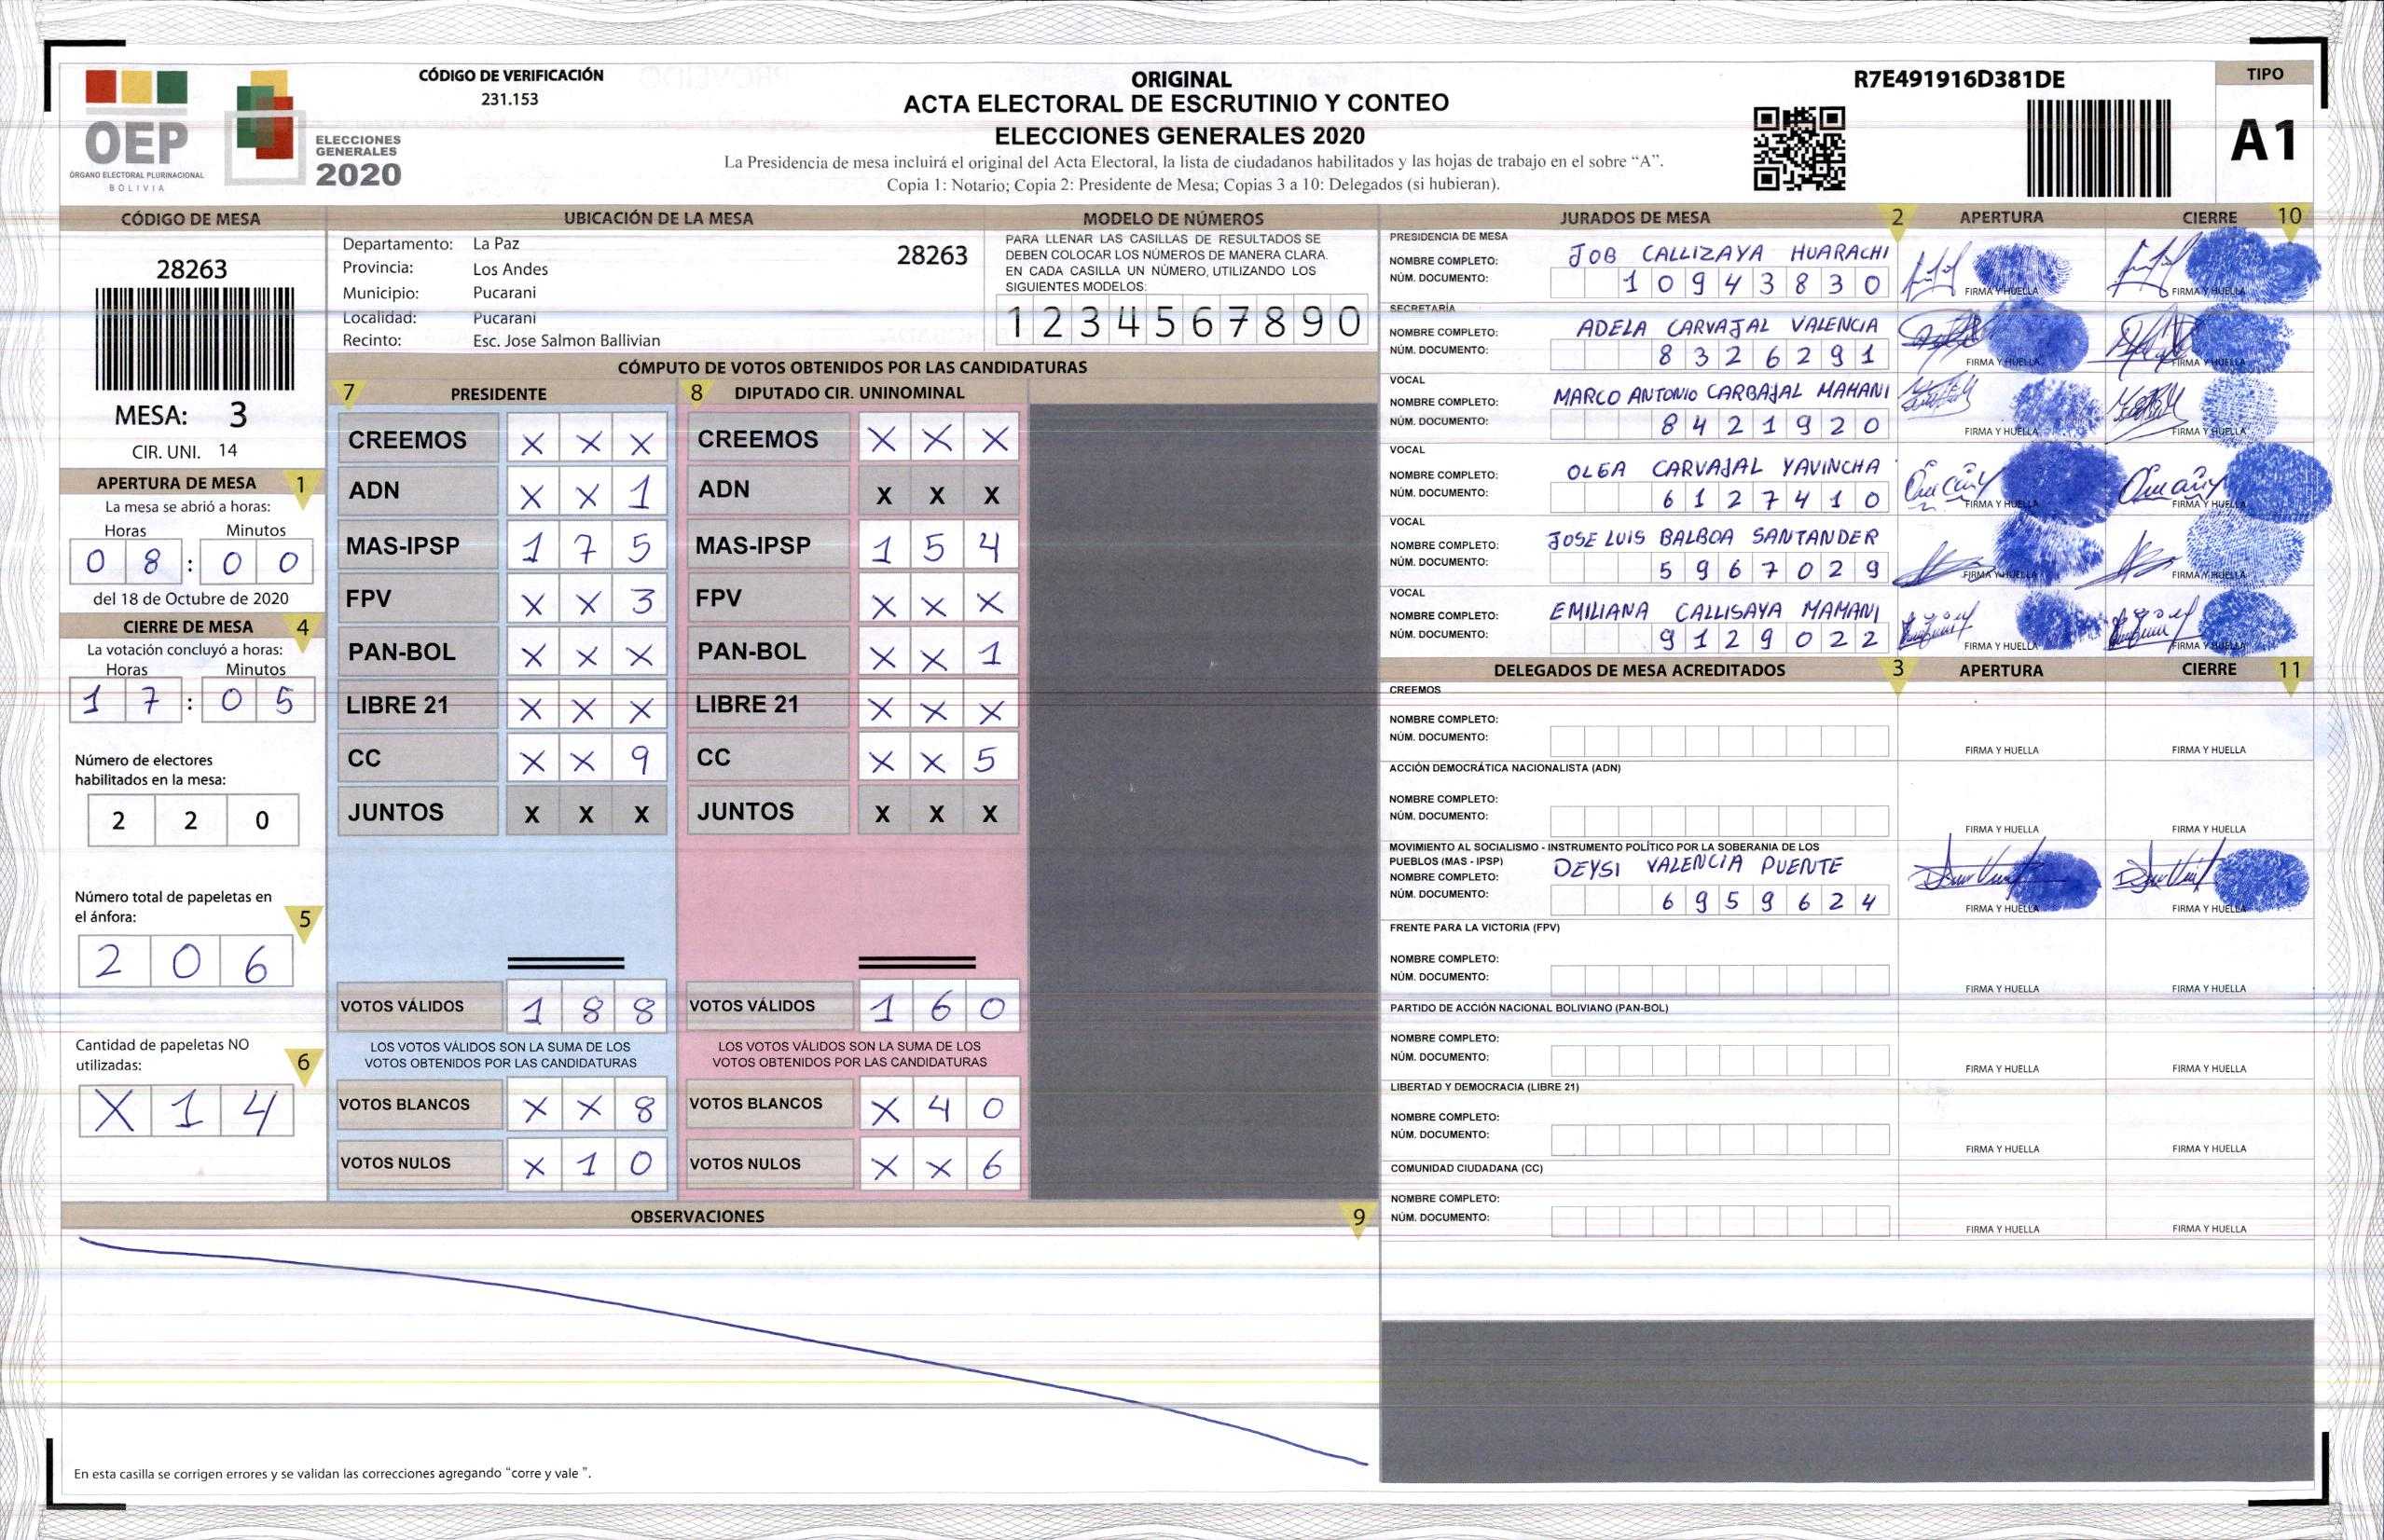 CÓDIGO DE VERIFICACIÓN
231.153
ORIGINAL
ACTA ELECTORAL DE ESCRUTINIO Y CONTEO
ELECCIONES GENERALES 2020
La Presidencia de mesa incluirá el original del Acta Electoral, la lista de ciudadanos habilitados y las hojas de trabajo en el sobre “A”.
Copia 1: Notario; Copia 2: Presidente de Mesa; Copias 3 a 10: Delegados (si hubieran).
R7E491916D381DE
TIPO
A1
OEP
ÓRGANO ELECTORAL PLURINACIONAL
BOLIVIA
ELECCIONES
GENERALES
2020
CÓDIGO DE MESA
28263
MESA: 3
CIR. UNI. 14
APERTURA DE MESA 1
La mesa se abrió a horas:
Horas Minutos
0 8 : 0 0
del 18 de Octubre de 2020
CIERRE DE MESA 4
La votación concluyó a horas:
Horas Minutos
1 7 : 0 5
Número de electores
habilitados en la mesa:
2 2 0
Número total de papeletas en
el ánfora: 5
2 0 6
Cantidad de papeletas NO
utilizadas: 6
X 1 4
UBICACIÓN DE LA MESA
Departamento: La Paz 28263
Provincia: Los Andes
Municipio: Pucarani
Localidad: Pucarani
Recinto: Esc. Jose Salmon Ballivian
MODELO DE NÚMEROS
PARA LLENAR LAS CASILLAS DE RESULTADOS SE
DEBEN COLOCAR LOS NÚMEROS DE MANERA CLARA.
EN CADA CASILLA UN NÚMERO, UTILIZANDO LOS
SIGUIENTES MODELOS:
1 2 3 4 5 6 7 8 9 0
CÓMPUTO DE VOTOS OBTENIDOS POR LAS CANDIDATURAS
7 PRESIDENTE
CREEMOS X X X
ADN X X 1
MAS-IPSP 1 7 5
FPV X X 3
PAN-BOL X X X
LIBRE 21 X X X
CC X X 9
JUNTOS X X X
VOTOS VÁLIDOS 1 8 8
LOS VOTOS VÁLIDOS SON LA SUMA DE LOS
VOTOS OBTENIDOS POR LAS CANDIDATURAS
VOTOS BLANCOS X X 8
VOTOS NULOS X 1 0
8 DIPUTADO CIR. UNINOMINAL
CREEMOS X X X
ADN X X X
MAS-IPSP 1 5 4
FPV X X X
PAN-BOL X X 1
LIBRE 21 X X X
CC X X 5
JUNTOS X X X
VOTOS VÁLIDOS 1 6 0
LOS VOTOS VÁLIDOS SON LA SUMA DE LOS
VOTOS OBTENIDOS POR LAS CANDIDATURAS
VOTOS BLANCOS X 4 0
VOTOS NULOS X X 6
OBSERVACIONES 9
En esta casilla se corrigen errores y se validan las correcciones agregando “corre y vale ”.
JURADOS DE MESA 2 APERTURA CIERRE 10
PRESIDENCIA DE MESA
NOMBRE COMPLETO: JOB CALLIZAYA HUARACHI
NÚM. DOCUMENTO: 1 0 9 4 3 8 3 0
FIRMA Y HUELLA FIRMA Y HUELLA
SECRETARÍA
NOMBRE COMPLETO: ADELA CARVAJAL VALENCIA
NÚM. DOCUMENTO: 8 3 2 6 2 9 1
FIRMA Y HUELLA FIRMA Y HUELLA
VOCAL
NOMBRE COMPLETO: MARCO ANTONIO CARBAJAL MAMANI
NÚM. DOCUMENTO: 8 4 2 1 9 2 0
FIRMA Y HUELLA FIRMA Y HUELLA
VOCAL
NOMBRE COMPLETO: OLGA CARVAJAL YAVINCHA
NÚM. DOCUMENTO: 6 1 2 7 4 1 0
FIRMA Y HUELLA FIRMA Y HUELLA
VOCAL
NOMBRE COMPLETO: JOSE LUIS BALBOA SANTANDER
NÚM. DOCUMENTO: 5 9 6 7 0 2 9
FIRMA Y HUELLA FIRMA Y HUELLA
VOCAL
NOMBRE COMPLETO: EMILIANA CALLISAYA MAMANI
NÚM. DOCUMENTO: 9 1 2 9 0 2 2
FIRMA Y HUELLA FIRMA Y HUELLA
DELEGADOS DE MESA ACREDITADOS 3 APERTURA CIERRE 11
CREEMOS
NOMBRE COMPLETO:
NÚM. DOCUMENTO:
FIRMA Y HUELLA FIRMA Y HUELLA
ACCIÓN DEMOCRÁTICA NACIONALISTA (ADN)
NOMBRE COMPLETO:
NÚM. DOCUMENTO:
FIRMA Y HUELLA FIRMA Y HUELLA
MOVIMIENTO AL SOCIALISMO - INSTRUMENTO POLÍTICO POR LA SOBERANIA DE LOS
PUEBLOS (MAS - IPSP)
NOMBRE COMPLETO: DEYSI VALENCIA PUENTE
NÚM. DOCUMENTO: 6 9 5 9 6 2 4
FIRMA Y HUELLA FIRMA Y HUELLA
FRENTE PARA LA VICTORIA (FPV)
NOMBRE COMPLETO:
NÚM. DOCUMENTO:
FIRMA Y HUELLA FIRMA Y HUELLA
PARTIDO DE ACCIÓN NACIONAL BOLIVIANO (PAN-BOL)
NOMBRE COMPLETO:
NÚM. DOCUMENTO:
FIRMA Y HUELLA FIRMA Y HUELLA
LIBERTAD Y DEMOCRACIA (LIBRE 21)
NOMBRE COMPLETO:
NÚM. DOCUMENTO:
FIRMA Y HUELLA FIRMA Y HUELLA
COMUNIDAD CIUDADANA (CC)
NOMBRE COMPLETO:
NÚM. DOCUMENTO:
FIRMA Y HUELLA FIRMA Y HUELLA